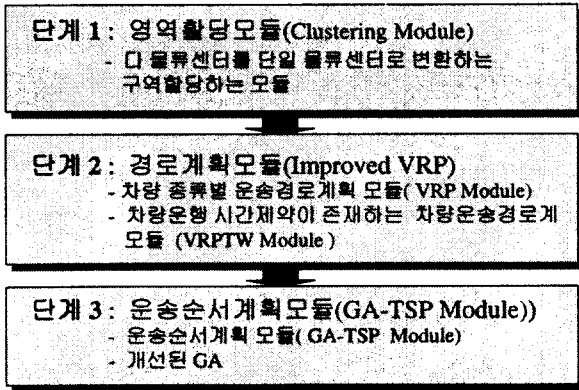 단계 1 : 영역할당모듈(Clustering Module)
- 다 물류센터를 단일 물류센터로 변환하는
구역할당하는 모듈
단계 2 : 경로계획모듈(Improved VRP)
- 차량 종류별 운송경로계획 모듈( VRP Module)
- 차량운행 시간제약이 존재하는 차량운송경로계
모듈 (VRPTW Module )
단계 3 : 운송순서계획모듈(GA-TSP Module))
- 운송순서계획 모듈( GA-TSP Module)
- 개선된 GA